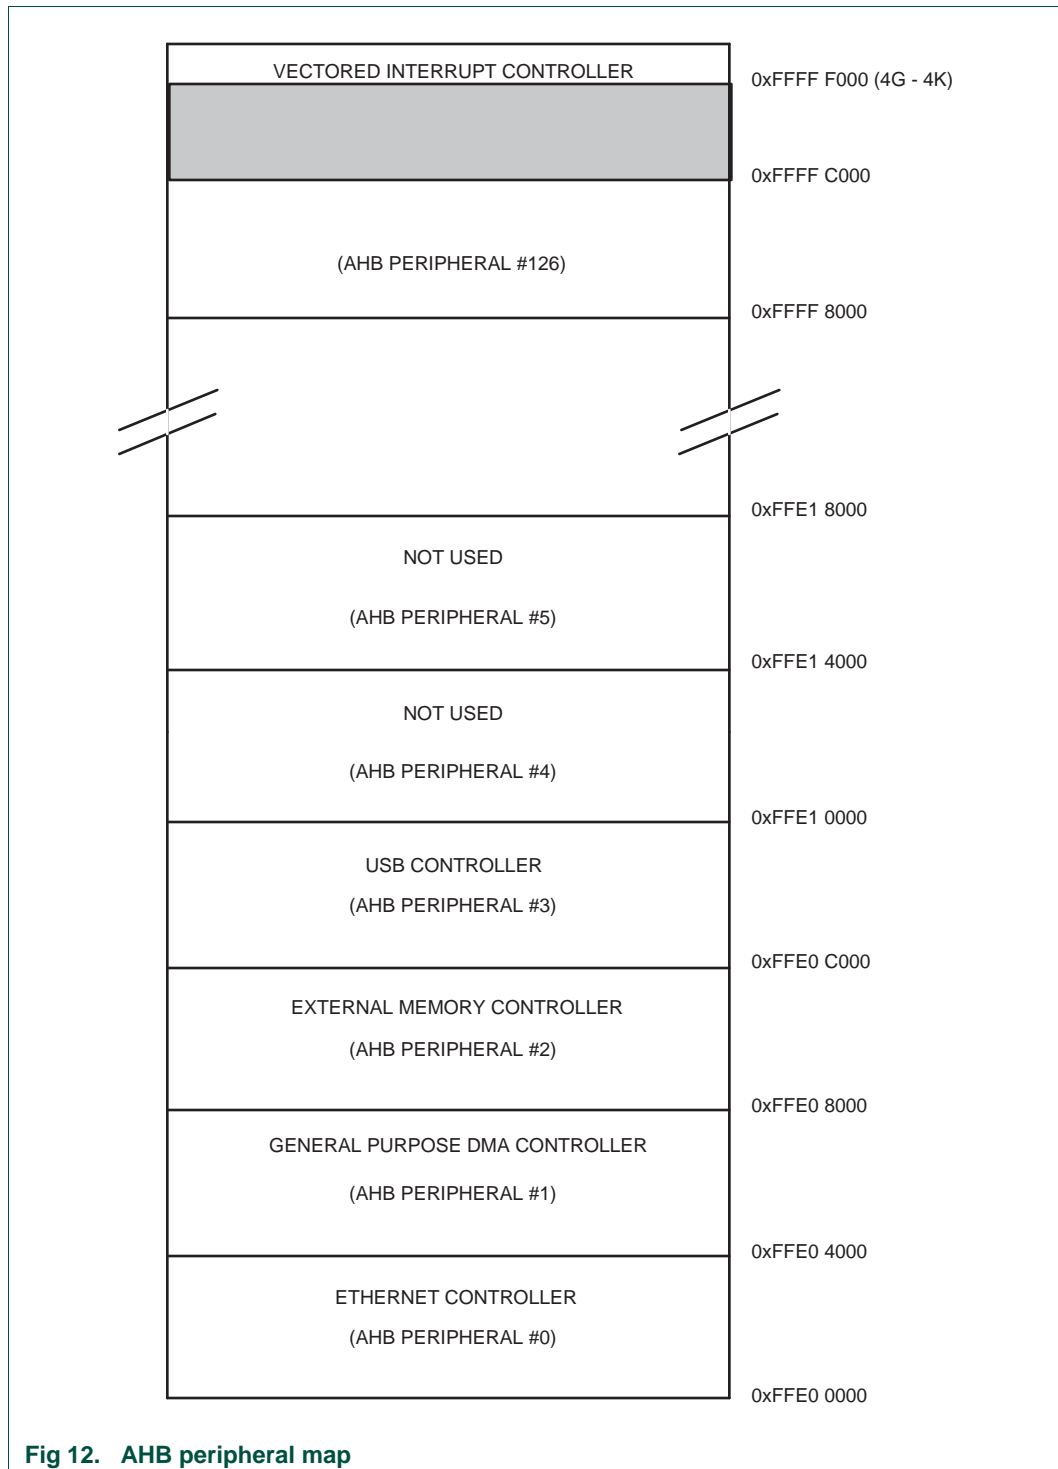 VECTORED INTERRUPT CONTROLLER
0xFFFF F000 (4G - 4K)
0xFFFF C000
(AHB PERIPHERAL #126)
0xFFFF 8000
0xFFE1 8000
NOT USED
(AHB PERIPHERAL #5)
0xFFE1 4000
NOT USED
(AHB PERIPHERAL #4)
0xFFE1 0000
USB CONTROLLER
(AHB PERIPHERAL #3)
0xFFE0 C000
EXTERNAL MEMORY CONTROLLER
(AHB PERIPHERAL #2)
0xFFE0 8000
GENERAL PURPOSE DMA CONTROLLER
(AHB PERIPHERAL #1)
0xFFE0 4000
ETHERNET CONTROLLER
(AHB PERIPHERAL #0)
0xFFE0 0000
Fig 12. AHB peripheral map